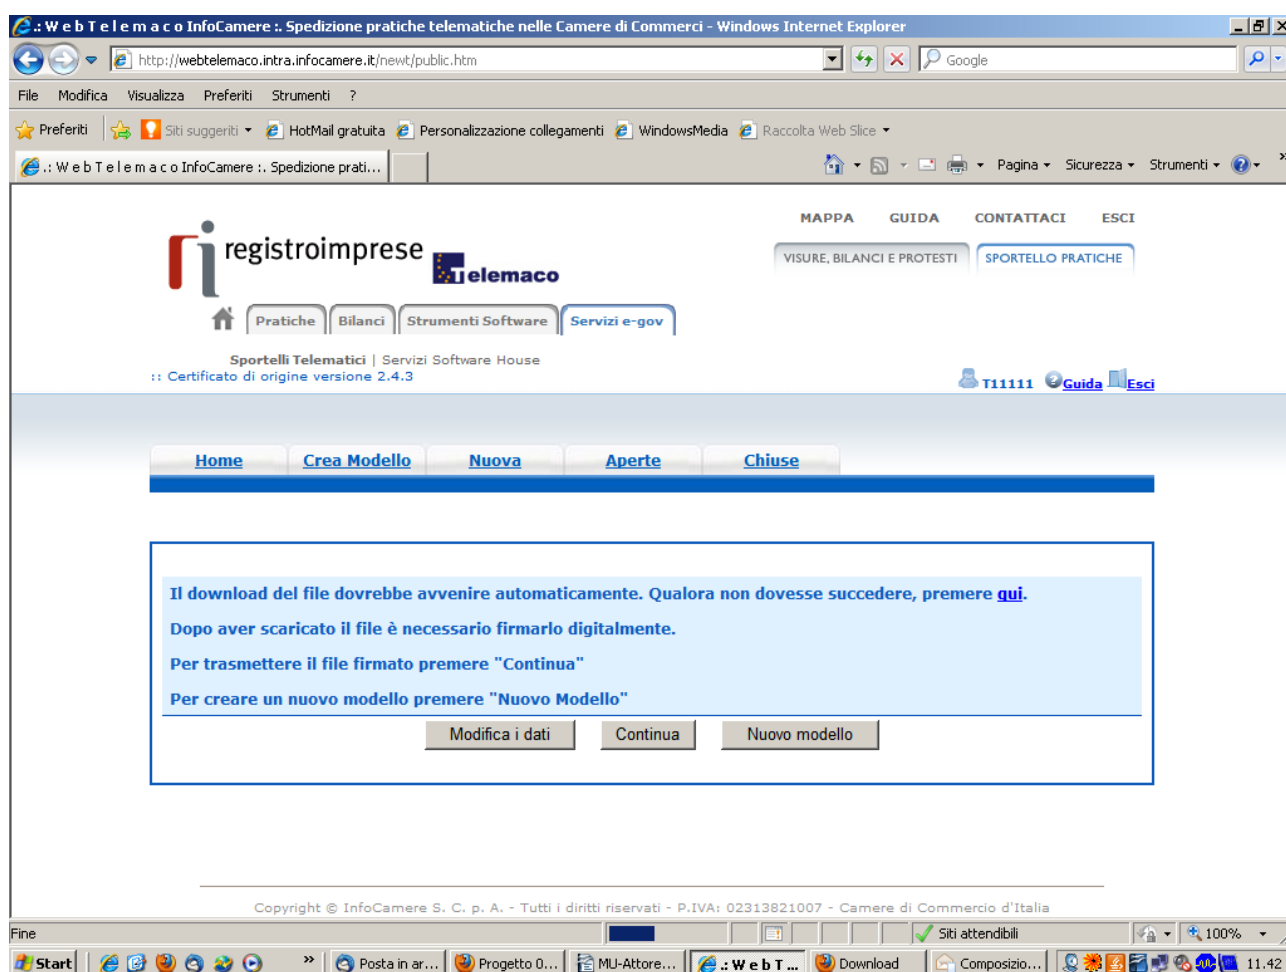 .: W e b T e l e m a c o InfoCamere :. Spedizione pratiche telematiche nelle Camere di Commerci - Windows Internet Explorer
http://webtelemaco.intra.infocamere.it/newt/public.htm
Google
File Modifica Visualizza Preferiti Strumenti ?
Preferiti Siti suggeriti HotMail gratuita Personalizzazione collegamenti WindowsMedia Raccolta Web Slice
.: W e b T e l e m a c o InfoCamere :. Spedizione prati... Pagina Sicurezza Strumenti »
MAPPA GUIDA CONTATTACI ESCI
registroimprese Telemaco
VISURE, BILANCI E PROTESTI SPORTELLO PRATICHE
Pratiche Bilanci Strumenti Software Servizi e-gov
Sportelli Telematici | Servizi Software House
:: Certificato di origine versione 2.4.3
T11111 Guida Esci
Home Crea Modello Nuova Aperte Chiuse
Il download del file dovrebbe avvenire automaticamente. Qualora non dovesse succedere, premere qui.
Dopo aver scaricato il file è necessario firmarlo digitalmente.
Per trasmettere il file firmato premere "Continua"
Per creare un nuovo modello premere "Nuovo Modello"
Modifica i dati Continua Nuovo modello
Copyright © InfoCamere S. C. p. A. - Tutti i diritti riservati - P.IVA: 02313821007 - Camere di Commercio d'Italia
Fine Siti attendibili 100%
Start » Posta in ar... Progetto 0... MU-Attore... .: W e b T ... Download Composizio... 11.42